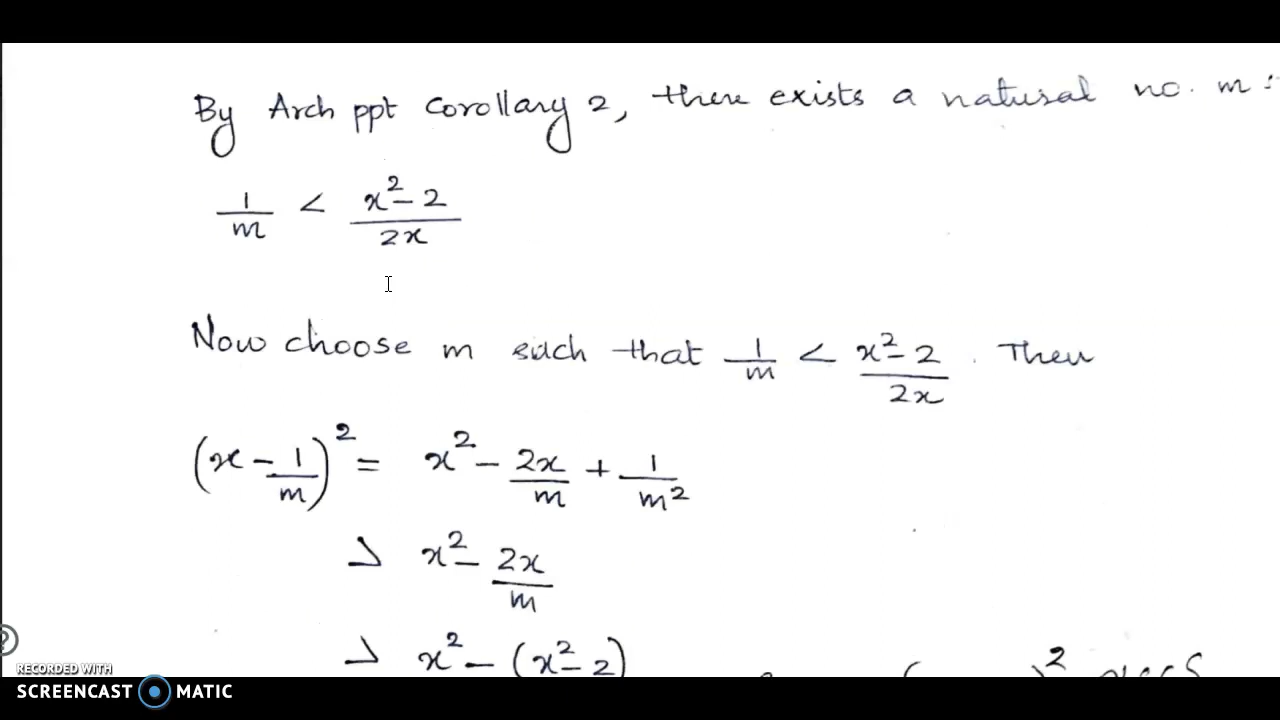 By Arch ppt Corollary 2, there exists a natural no. m :
1/m < (x² - 2)/(2x)
Now choose m such that 1/m < (x² - 2)/(2x). Then
(x - 1/m)² = x² - 2x/m + 1/m²
> x² - 2x/m
> x² - (x² - 2)
?
RECORDED WITH
SCREENCAST MATIC